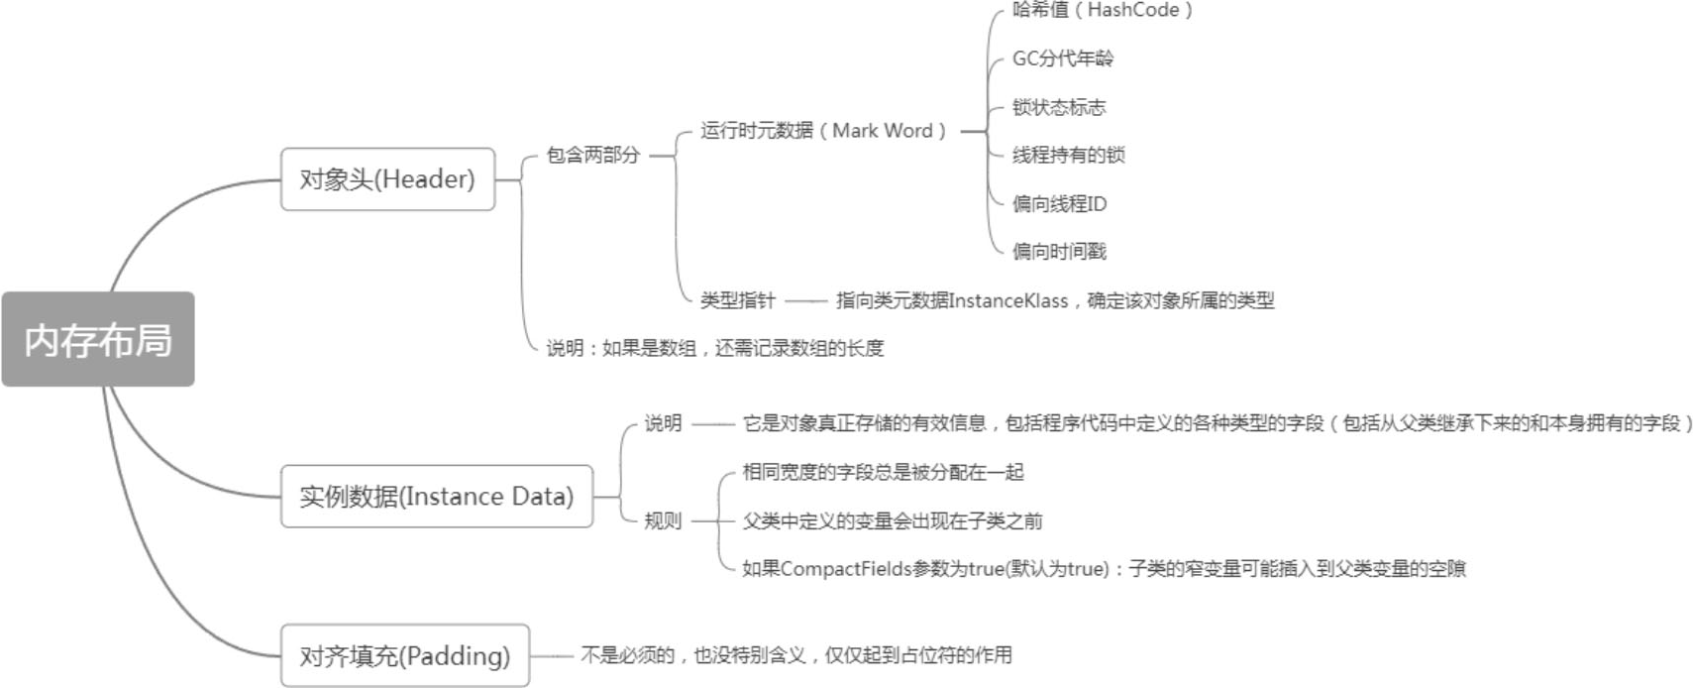 内存布局
对象头(Header)
包含两部分
运行时元数据（Mark Word）
哈希值（HashCode）
GC分代年龄
锁状态标志
线程持有的锁
偏向线程ID
偏向时间戳
类型指针
指向类元数据InstanceKlass，确定该对象所属的类型
说明：如果是数组，还需记录数组的长度
实例数据(Instance Data)
说明
它是对象真正存储的有效信息，包括程序代码中定义的各种类型的字段（包括从父类继承下来的和本身拥有的字段）
规则
相同宽度的字段总是被分配在一起
父类中定义的变量会出现在子类之前
如果CompactFields参数为true(默认为true)：子类的窄变量可能插入到父类变量的空隙
对齐填充(Padding)
不是必须的，也没特别含义，仅仅起到占位符的作用